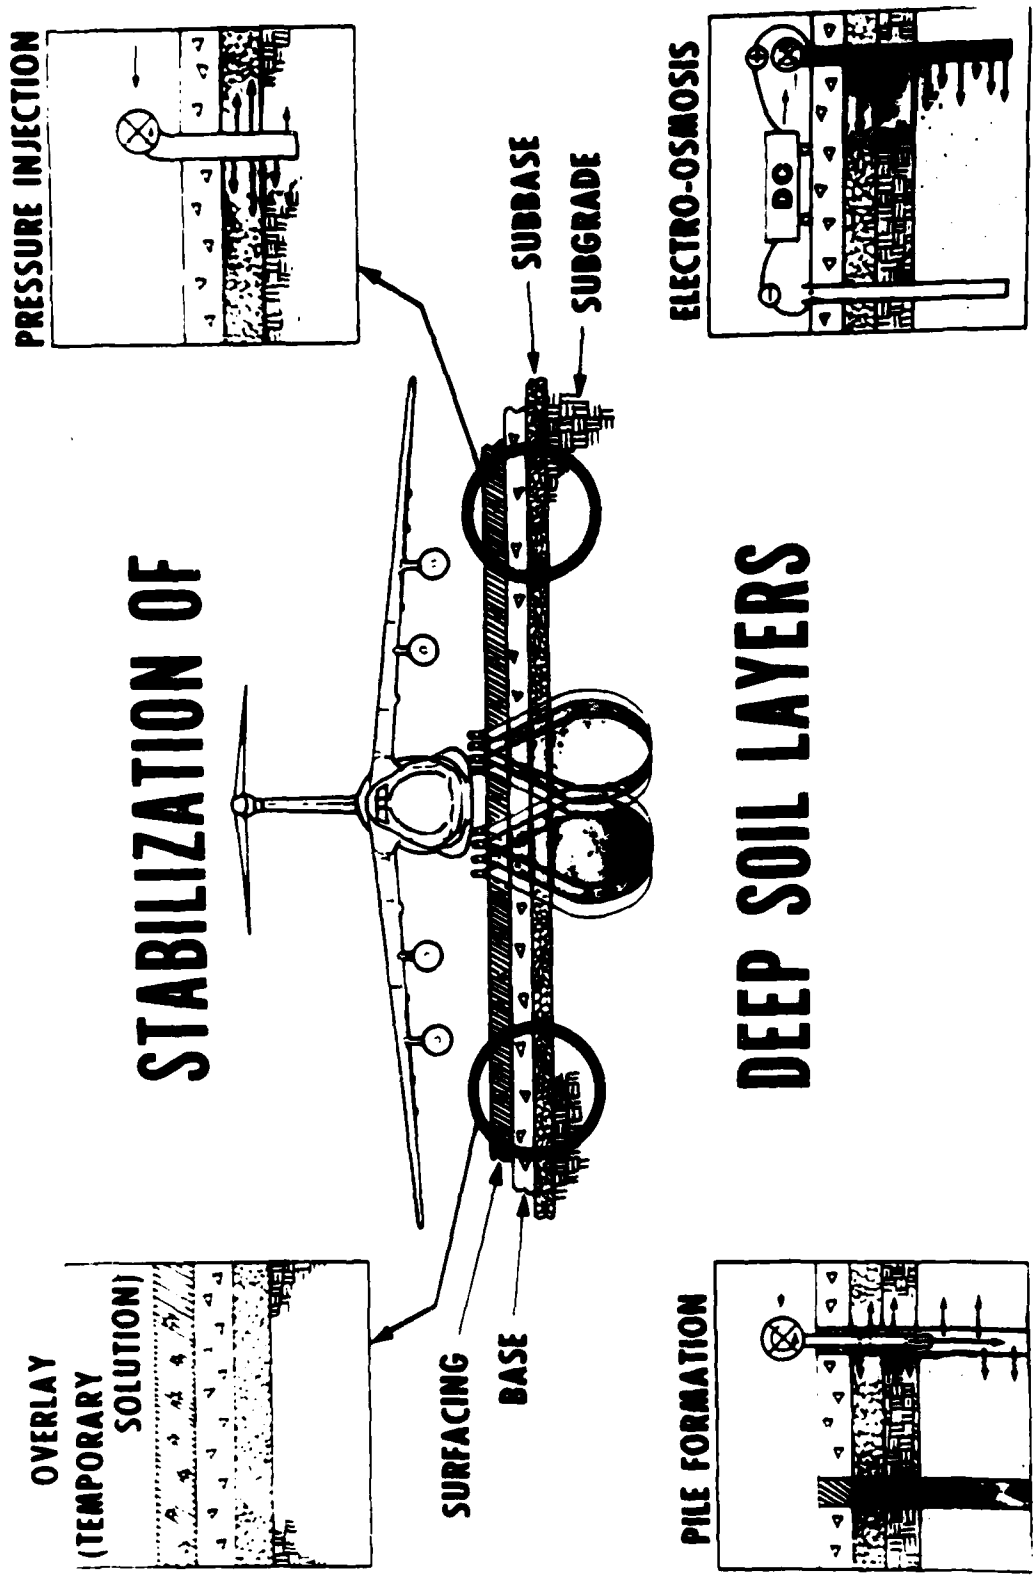 STABILIZATION OF
OVERLAY
(TEMPORARY
SOLUTION)
PRESSURE INJECTION
SURFACING
BASE
SUBBASE
SUBGRADE
DEEP SOIL LAYERS
PILE FORMATION
ELECTRO-OSMOSIS
+
−
DC